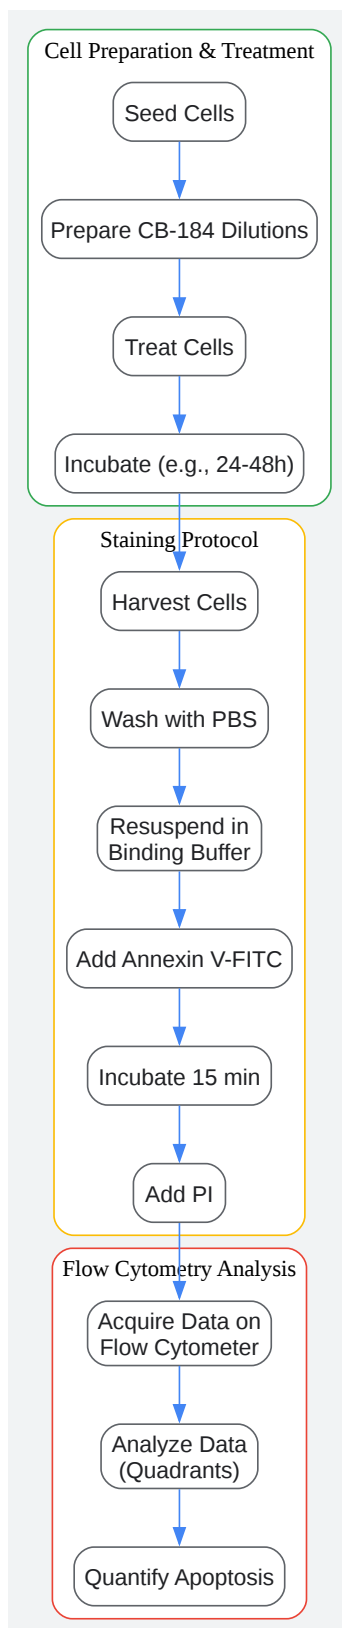 Cell Preparation & Treatment
Seed Cells
Prepare CB-184 Dilutions
Treat Cells
Incubate (e.g., 24-48h)
Staining Protocol
Harvest Cells
Wash with PBS
Resuspend in
Binding Buffer
Add Annexin V-FITC
Incubate 15 min
Add PI
Flow Cytometry Analysis
Acquire Data on
Flow Cytometer
Analyze Data
(Quadrants)
Quantify Apoptosis